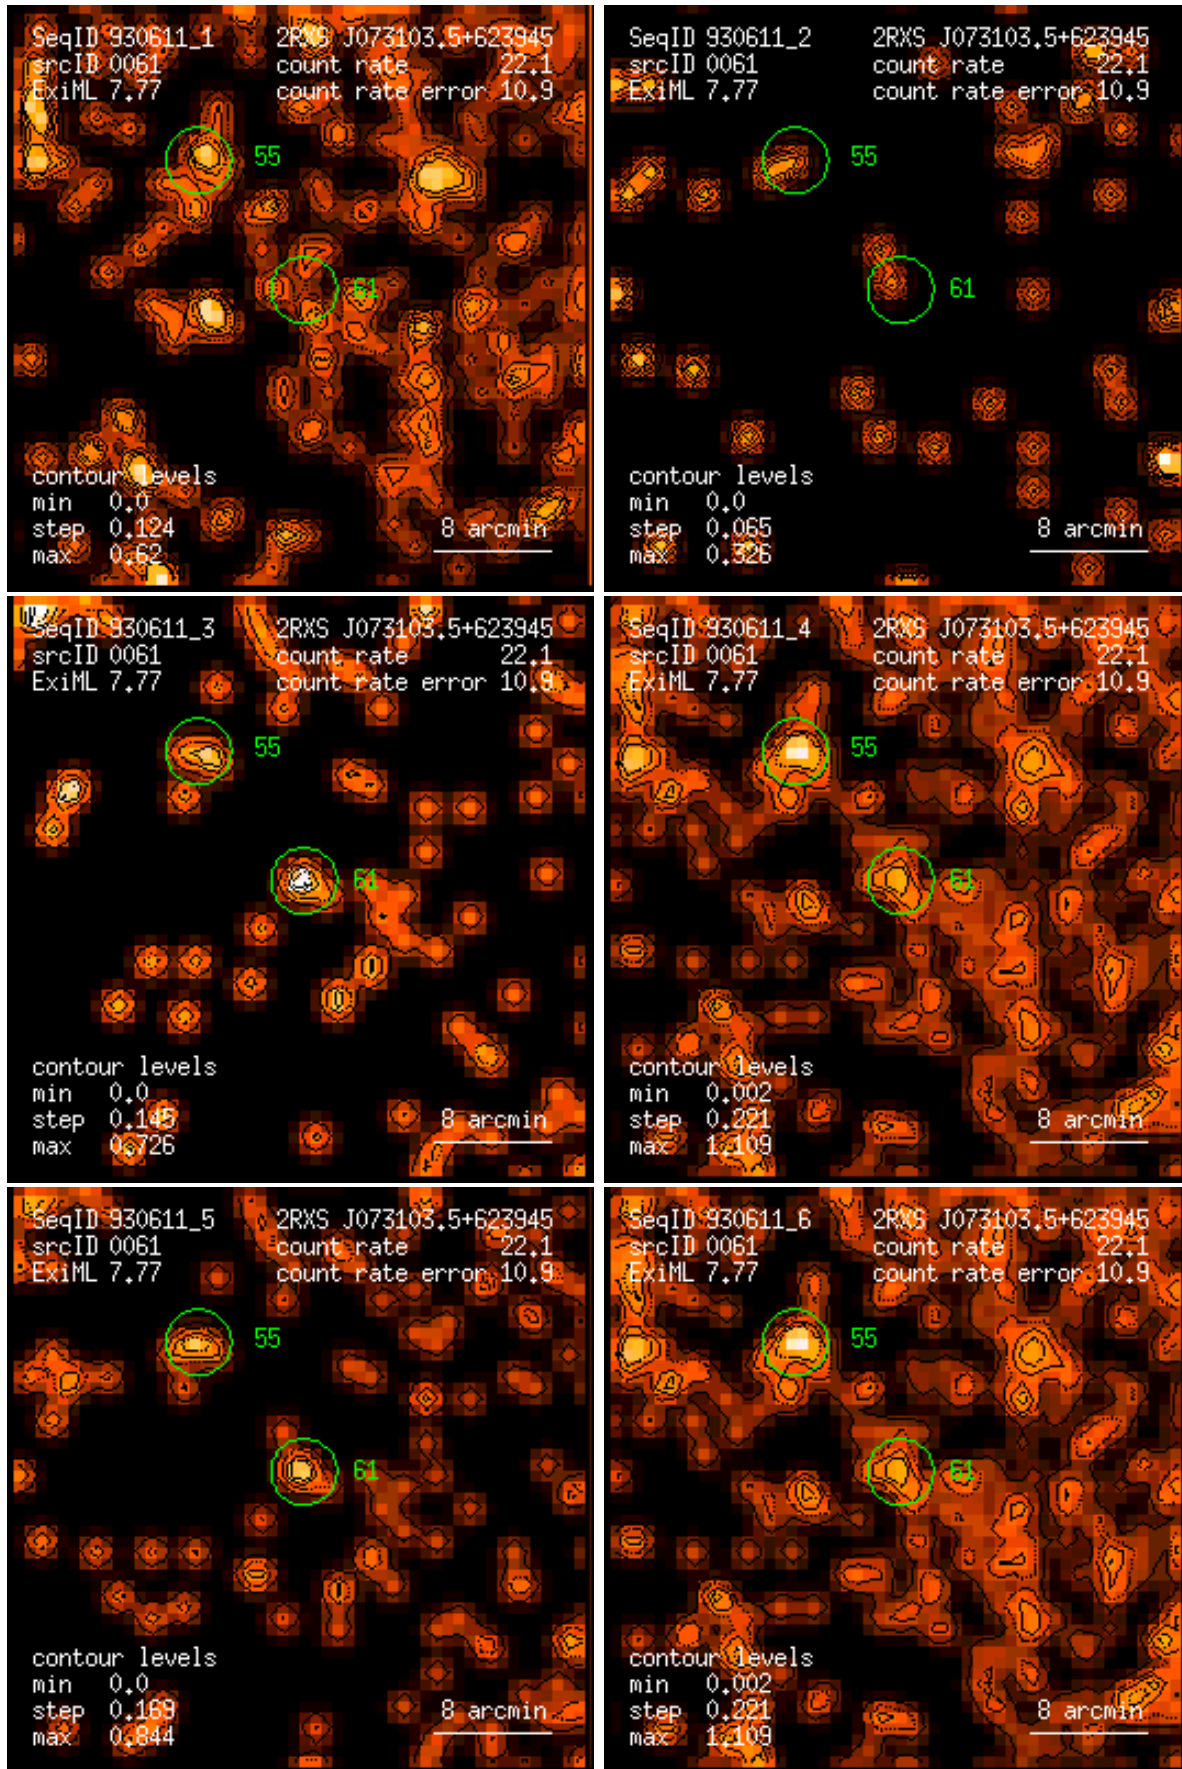 SeqID 930611_1 2RXS J073103.5+623945
srcID 0061 count rate 22.1
ExiML 7.77 count rate error 10.9
55
61
contour levels
min 0.0
step 0.124 8 arcmin
max 0.62
SeqID 930611_2 2RXS J073103.5+623945
srcID 0061 count rate 22.1
ExiML 7.77 count rate error 10.9
55
61
contour levels
min 0.0
step 0.065 8 arcmin
max 0.326
SeqID 930611_3 2RXS J073103.5+623945
srcID 0061 count rate 22.1
ExiML 7.77 count rate error 10.9
55
61
contour levels
min 0.0
step 0.145 8 arcmin
max 0.726
SeqID 930611_4 2RXS J073103.5+623945
srcID 0061 count rate 22.1
ExiML 7.77 count rate error 10.9
55
61
contour levels
min 0.002
step 0.221 8 arcmin
max 1.109
SeqID 930611_5 2RXS J073103.5+623945
srcID 0061 count rate 22.1
ExiML 7.77 count rate error 10.9
55
61
contour levels
min 0.0
step 0.169 8 arcmin
max 0.844
SeqID 930611_6 2RXS J073103.5+623945
srcID 0061 count rate 22.1
ExiML 7.77 count rate error 10.9
55
61
contour levels
min 0.002
step 0.221 8 arcmin
max 1.109